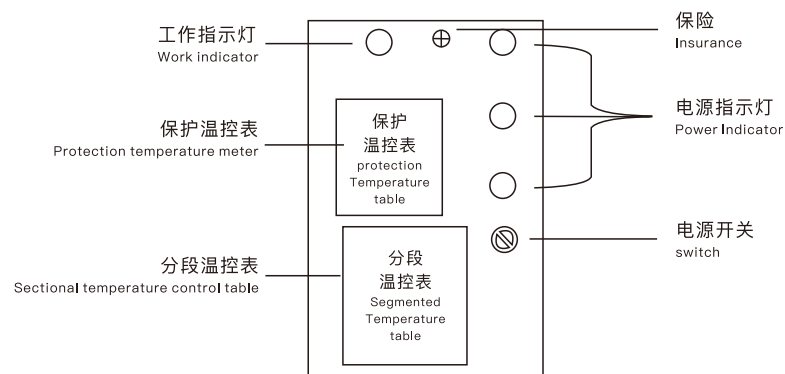 工作指示灯
Work indicator
保护温控表
Protection temperature meter
分段温控表
Sectional temperature control table
保护
温控表
protection
Temperature
table
分段
温控表
Segmented
Temperature
table
保险
Insurance
电源指示灯
Power Indicator
电源开关
switch